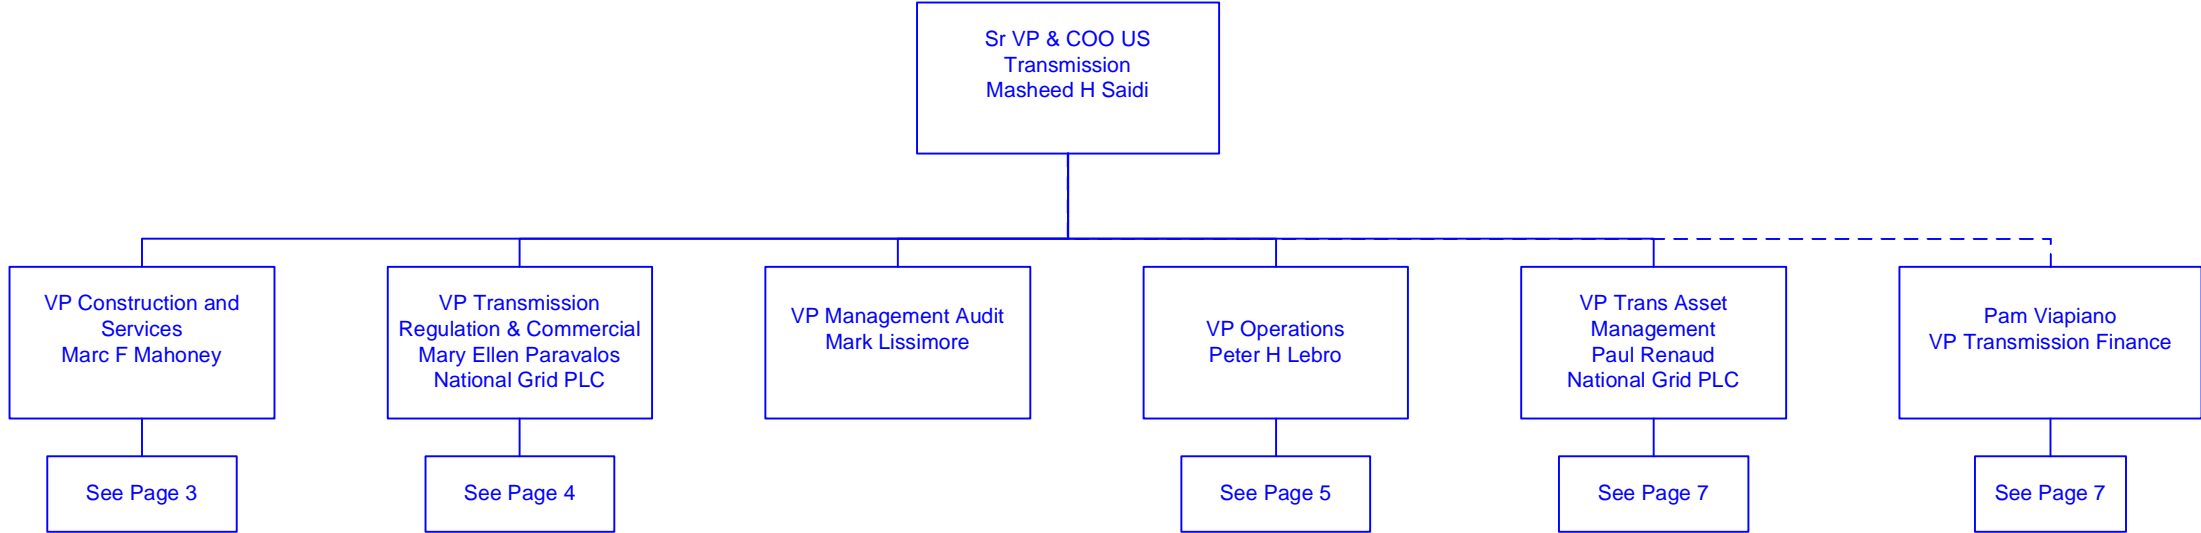 Sr VP & COO US
Transmission
Masheed H Saidi
VP Construction and
Services
Marc F Mahoney
VP Transmission
Regulation & Commercial
Mary Ellen Paravalos
National Grid PLC
VP Management Audit
Mark Lissimore
VP Operations
Peter H Lebro
VP Trans Asset
Management
Paul Renaud
National Grid PLC
Pam Viapiano
VP Transmission Finance
See Page 3
See Page 4
See Page 5
See Page 7
See Page 7